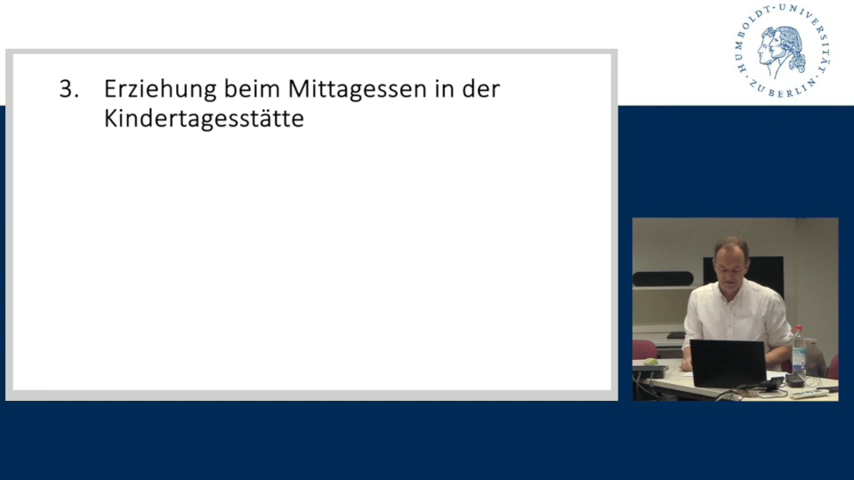 HUMBOLDT-UNIVERSITÄT
ZU BERLIN
3. Erziehung beim Mittagessen in der
Kindertagesstätte